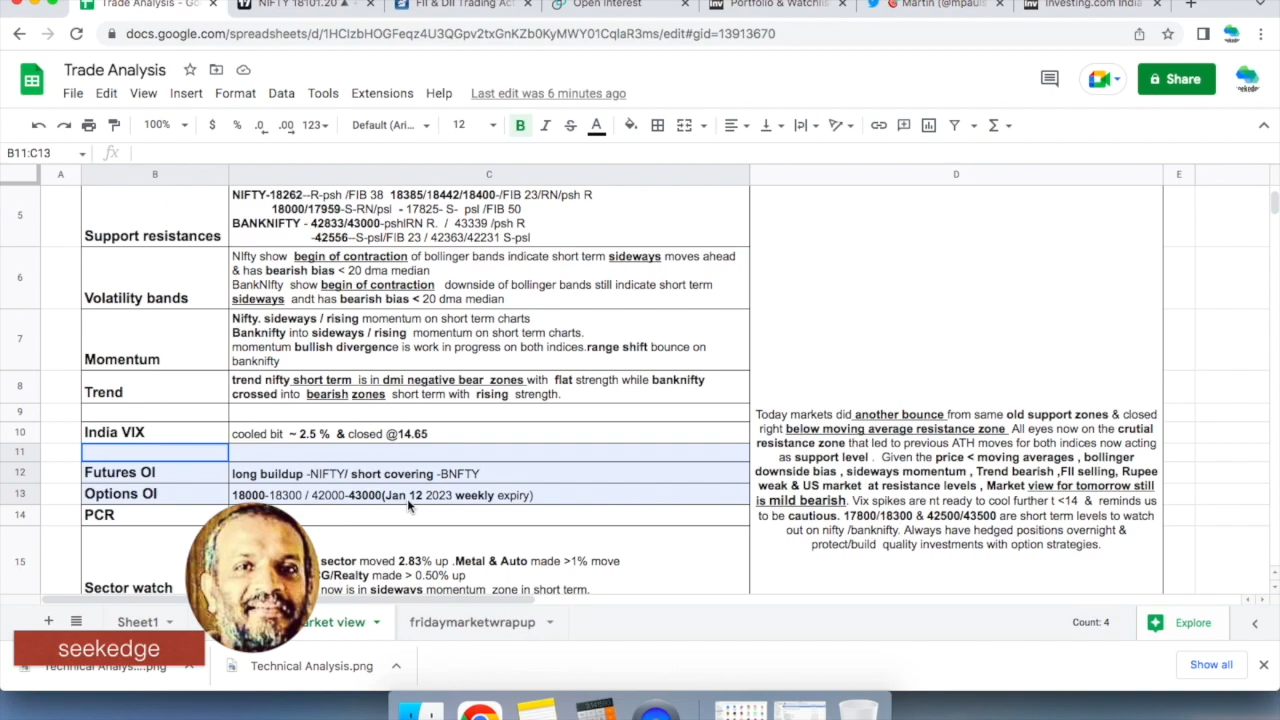 Trade Analysis - Go
NIFTY 18101.20 ▲
FII & DII Trading Act
Open Interest
Portfolio & Watchlis
Martin (@mpaul
Investing.com India
docs.google.com/spreadsheets/d/1HClzbHOGFeqz4U3QGpv2txGnKZb0KyMWY01CqlaR3ms/edit#gid=13913670
Trade Analysis
File Edit View Insert Format Data Tools Extensions Help Last edit was 6 minutes ago
Share
seekedge
100% $ % .0 .00 123 Default (Ari... 12 B I S A
B11:C13 fx
A B C D E
5
Support resistances
NIFTY-18262--R-psh /FIB 38 18385/18442/18400-/FIB 23/RN/psh R
18000/17959-S-RN/psl - 17825- S- psl /FIB 50
BANKNIFTY - 42833/43000-pshlRN R. / 43339 /psh R
-42556--S-psl/FIB 23 / 42363/42231 S-psl
6
Volatility bands
NIfty show begin of contraction of bollinger bands indicate short term sideways moves ahead
& has bearish bias < 20 dma median
BankNIfty show begin of contraction downside of bollinger bands still indicate short term
sideways andt has bearish bias < 20 dma median
7
Momentum
Nifty. sideways / rising momentum on short term charts
Banknifty into sideways / rising momentum on short term charts.
momentum bullish divergence is work in progress on both indices.range shift bounce on
banknifty
8
Trend
trend nifty short term is in dmi negative bear zones with flat strength while banknifty
crossed into bearish zones short term with rising strength.
9
10
India VIX
cooled bit ~ 2.5 % & closed @14.65
11
12
Futures OI
long buildup -NIFTY/ short covering -BNFTY
13
Options OI
18000-18300 / 42000-43000(Jan 12 2023 weekly expiry)
14
PCR
15
Sector watch
sector moved 2.83% up .Metal & Auto made >1% move
G/Realty made > 0.50% up
now is in sideways momentum zone in short term.
Today markets did another bounce from same old support zones & closed
right below moving average resistance zone All eyes now on the crutial
resistance zone that led to previous ATH moves for both indices now acting
as support level . Given the price < moving averages , bollinger
downside bias , sideways momentum , Trend bearish ,FII selling, Rupee
weak & US market at resistance levels , Market view for tomorrow still
is mild bearish. Vix spikes are nt ready to cool further t <14 & reminds us
to be cautious. 17800/18300 & 42500/43500 are short term levels to watch
out on nifty /banknifty. Always have hedged positions overnight &
protect/build quality investments with option strategies.
Sheet1
rket view
fridaymarketwrapup
Count: 4
Explore
seekedge
Technical Analys....png
Technical Analysis.png
Show all